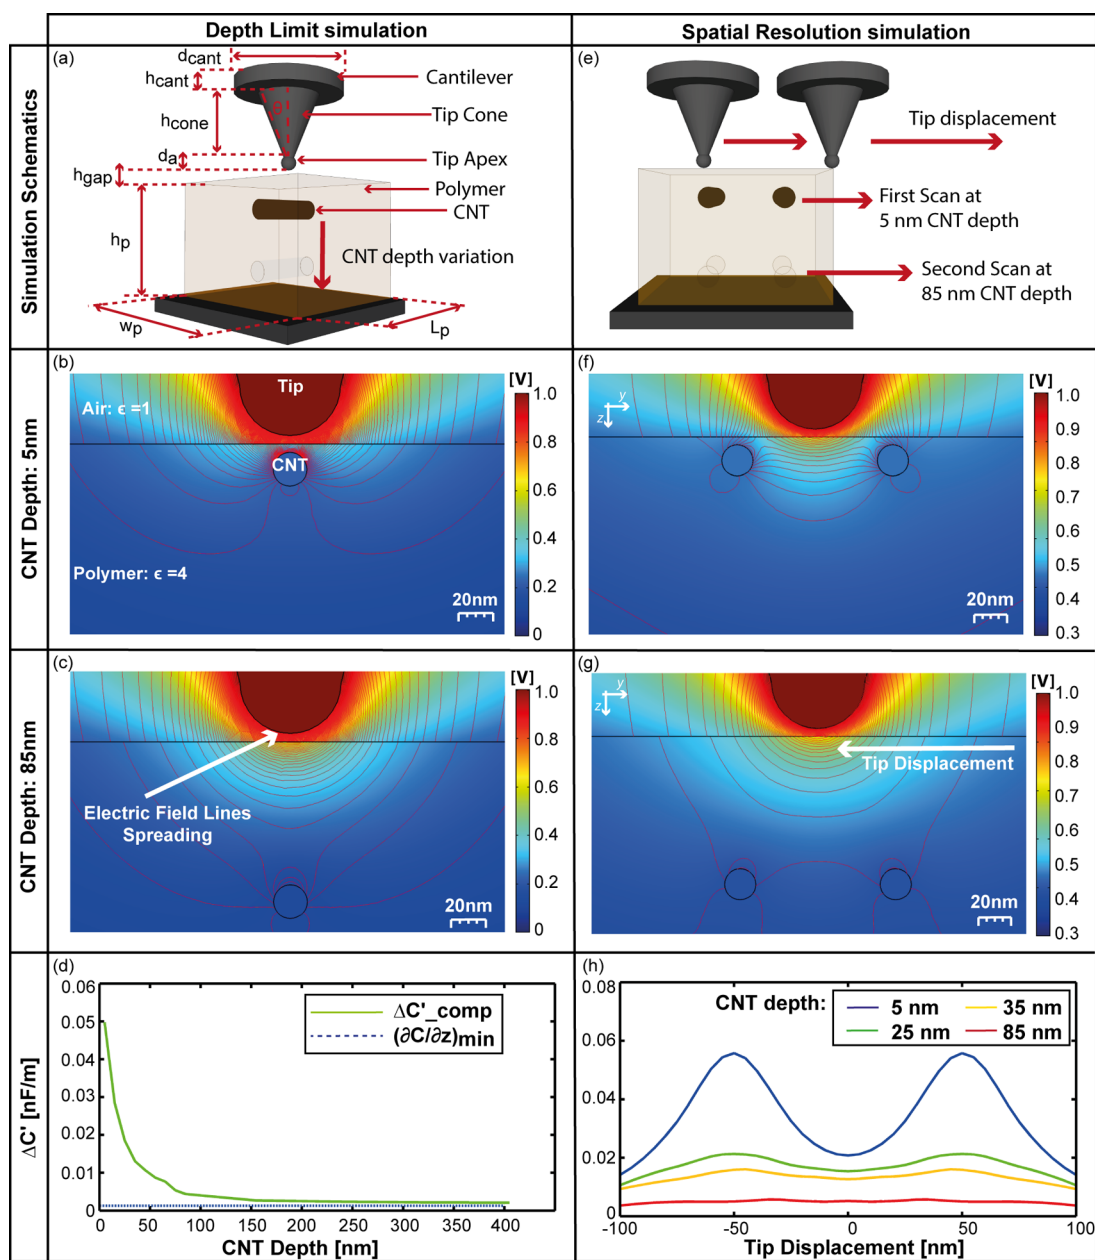 Depth Limit simulation
Spatial Resolution simulation
Simulation Schematics
(a)
dcant
hcant
Cantilever
θ
hcone
Tip Cone
da
Tip Apex
hgap
Polymer
CNT
hp
CNT depth variation
wp
Lp
(e)
Tip displacement
First Scan at
5 nm CNT depth
Second Scan at
85 nm CNT depth
CNT Depth: 5nm
(b)
Tip
[V]
Air: ϵ =1
CNT
Polymer: ϵ =4
20nm
1.0
0.8
0.6
0.4
0.2
0
(f)
y
z
[V]
20nm
1.0
0.9
0.8
0.7
0.6
0.5
0.4
0.3
CNT Depth: 85nm
(c)
[V]
Electric Field Lines
Spreading
20nm
1.0
0.8
0.6
0.4
0.2
0
(g)
y
z
[V]
Tip Displacement
20nm
1.0
0.9
0.8
0.7
0.6
0.5
0.4
0.3
(d)
ΔC' [nF/m]
0.06
0.05
0.04
0.03
0.02
0.01
0
ΔC'_comp
(∂C/∂z)min
0 50 100 150 200 250 300 350 400
CNT Depth [nm]
(h)
0.08
0.06
0.04
0.02
0
CNT depth:
5 nm
35 nm
25 nm
85 nm
-100 -50 0 50 100
Tip Displacement [nm]